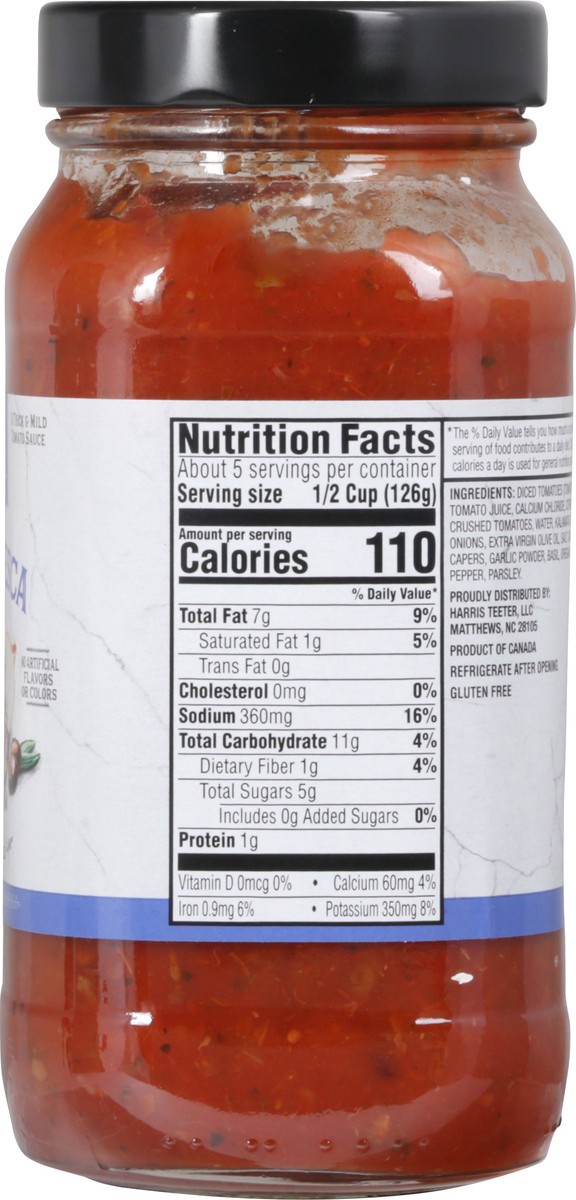 THICK & MILD
TOMATO SAUCE
SCA
NO ARTIFICIAL
FLAVORS
OR COLORS
Nutrition Facts
About 5 servings per container
Serving size 1/2 Cup (126g)
Amount per serving
Calories 110
% Daily Value*
Total Fat 7g 9%
Saturated Fat 1g 5%
Trans Fat 0g
Cholesterol 0mg 0%
Sodium 360mg 16%
Total Carbohydrate 11g 4%
Dietary Fiber 1g 4%
Total Sugars 5g
Includes 0g Added Sugars 0%
Protein 1g
Vitamin D 0mcg 0% • Calcium 60mg 4%
Iron 0.9mg 6% • Potassium 350mg 8%
*The % Daily Value tells you how much
serving of food contributes to a daily
calories a day is used for general
INGREDIENTS: DICED TOMATOES
TOMATO JUICE, CALCIUM CHLORIDE,
CRUSHED TOMATOES, WATER,
ONIONS, EXTRA VIRGIN OLIVE OIL,
CAPERS, GARLIC POWDER, BASIL,
PEPPER, PARSLEY.
PROUDLY DISTRIBUTED BY:
HARRIS TEETER, LLC
MATTHEWS, NC 28105
PRODUCT OF CANADA
REFRIGERATE AFTER OPENING
GLUTEN FREE